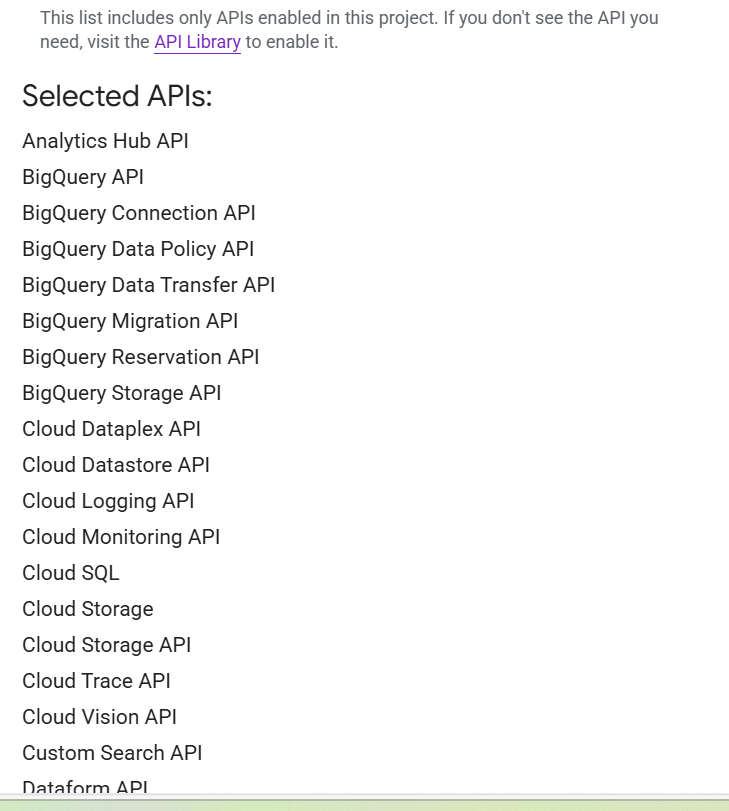 This list includes only APIs enabled in this project. If you don't see the API you
need, visit the API Library to enable it.
Selected APIs:
Analytics Hub API
BigQuery API
BigQuery Connection API
BigQuery Data Policy API
BigQuery Data Transfer API
BigQuery Migration API
BigQuery Reservation API
BigQuery Storage API
Cloud Dataplex API
Cloud Datastore API
Cloud Logging API
Cloud Monitoring API
Cloud SQL
Cloud Storage
Cloud Storage API
Cloud Trace API
Cloud Vision API
Custom Search API
Dataform API